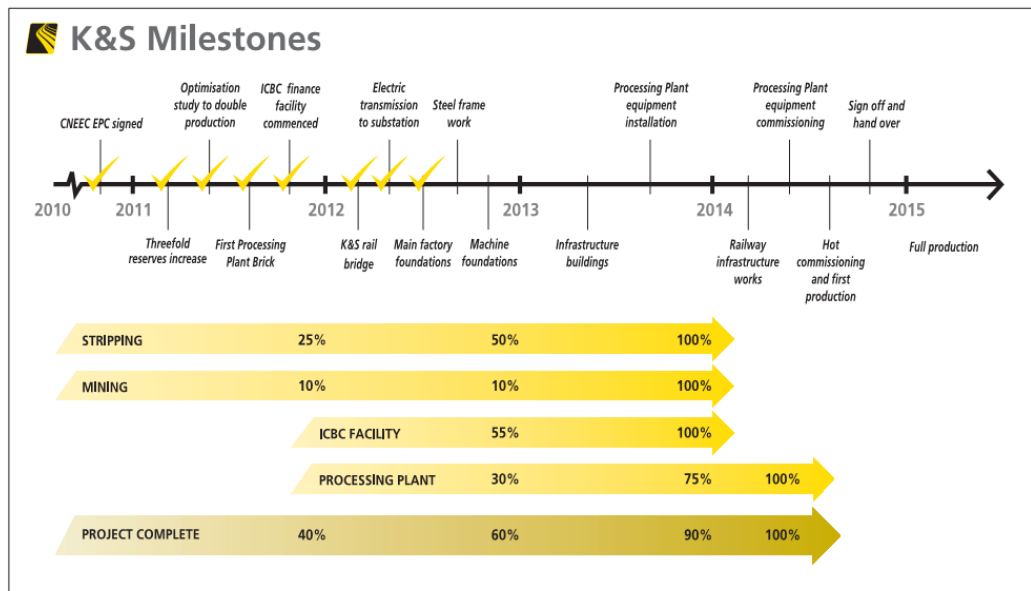 K&S Milestones
Optimisation
study to double
production
ICBC finance
facility
commenced
Electric
transmission
to substation
Processing Plant
equipment
installation
Processing Plant
equipment
commissioning
Steel frame
work
Sign off and
hand over
CNEEC EPC signed
2010
2011
2012
2013
2014
2015
Threefold
reserves increase
First Processing
Plant Brick
K&S rail
bridge
Main factory
foundations
Machine
foundations
Infrastructure
buildings
Railway
infrastructure
works
Hot
commissioning
and first
production
Full production
STRIPPING 25% 50% 100%
MINING 10% 10% 100%
ICBC FACILITY 55% 100%
PROCESSING PLANT 30% 75% 100%
PROJECT COMPLETE 40% 60% 90% 100%